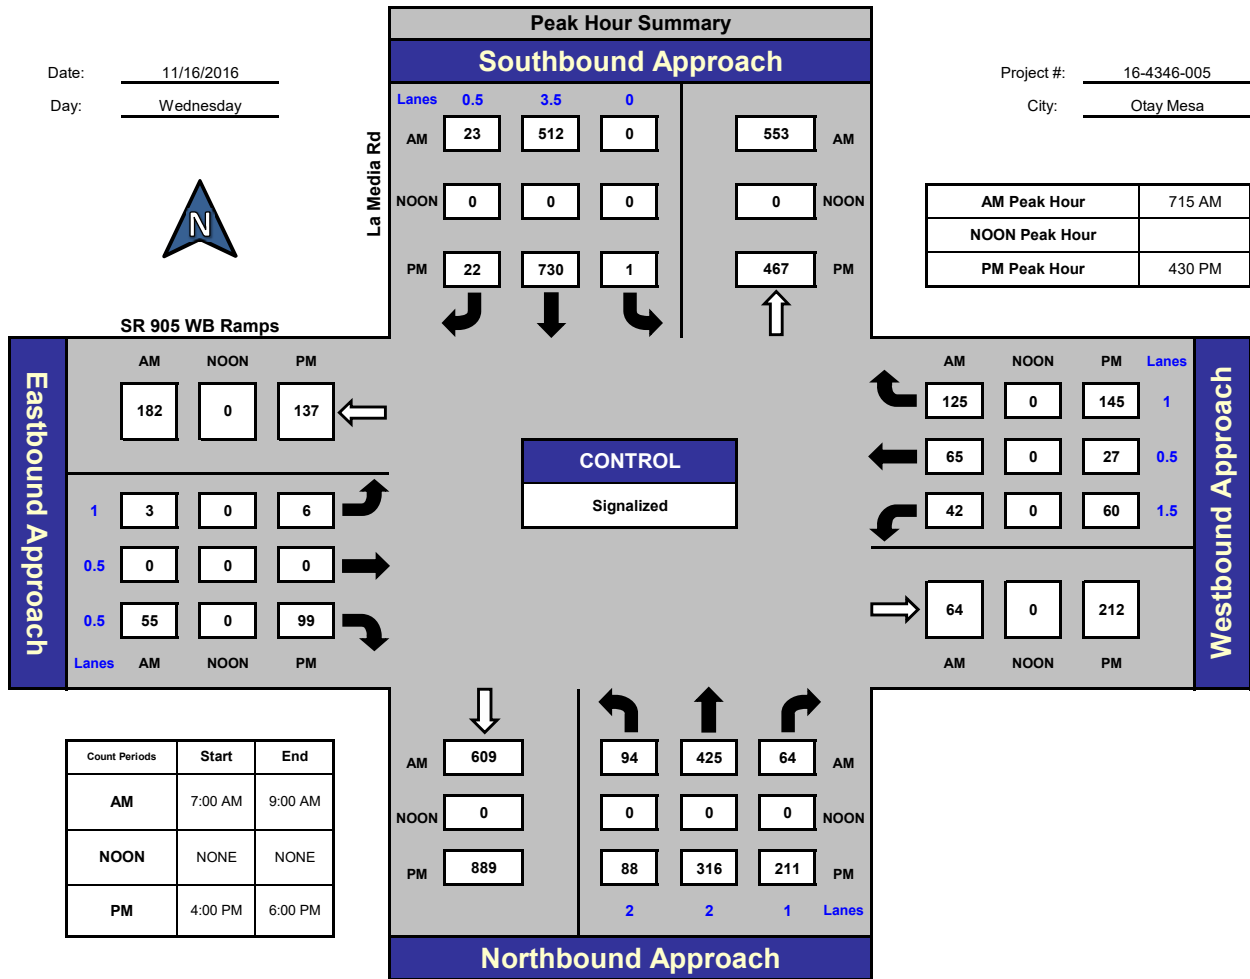 Peak Hour Summary
Southbound Approach
Date: 11/16/2016
Day: Wednesday
Project #: 16-4346-005
City: Otay Mesa
N
La Media Rd
Lanes 0.5 3.5 0
AM 23 512 0 553 AM
NOON 0 0 0 0 NOON
PM 22 730 1 467 PM
AM Peak Hour 715 AM
NOON Peak Hour
PM Peak Hour 430 PM
SR 905 WB Ramps
Eastbound Approach
AM NOON PM
182 0 137
1 3 0 6
0.5 0 0 0
0.5 55 0 99
Lanes AM NOON PM
CONTROL
Signalized
AM NOON PM Lanes
125 0 145 1
65 0 27 0.5
42 0 60 1.5
64 0 212
AM NOON PM
Westbound Approach
Count Periods Start End
AM 7:00 AM 9:00 AM
NOON NONE NONE
PM 4:00 PM 6:00 PM
AM 609 94 425 64 AM
NOON 0 0 0 0 NOON
PM 889 88 316 211 PM
2 2 1 Lanes
Northbound Approach